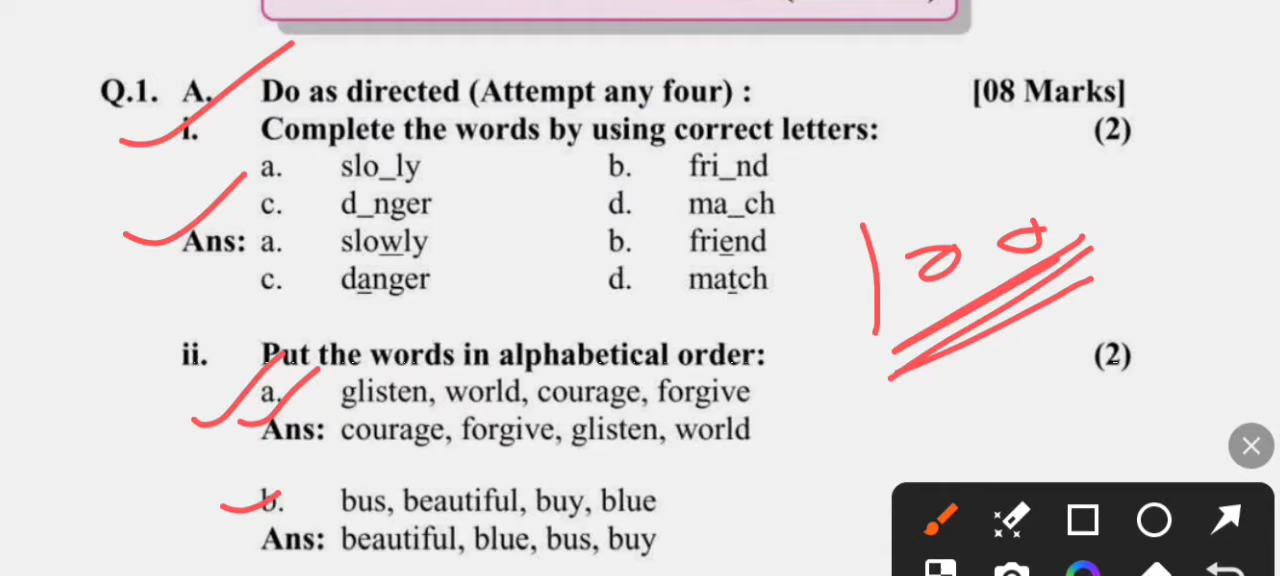 Q.1. A. Do as directed (Attempt any four) : [08 Marks]
i. Complete the words by using correct letters: (2)
a. slo_ly b. fri_nd
c. d_nger d. ma_ch
Ans: a. slowly b. friend
c. danger d. match
100
ii. Put the words in alphabetical order: (2)
a. glisten, world, courage, forgive
Ans: courage, forgive, glisten, world
b. bus, beautiful, buy, blue
Ans: beautiful, blue, bus, buy